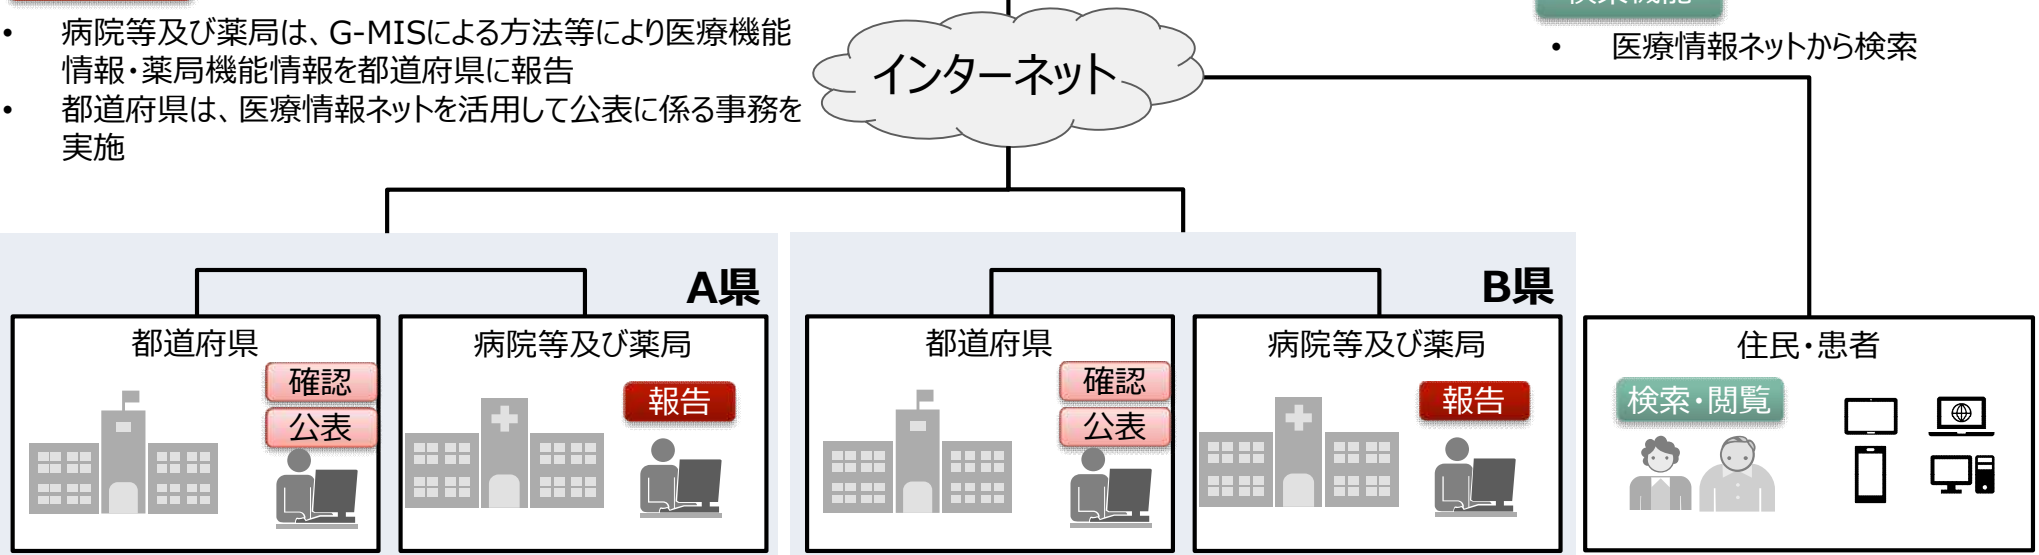 • 病院等及び薬局は、G-MISによる方法等により医療機能
情報・薬局機能情報を都道府県に報告
• 都道府県は、医療情報ネットを活用して公表に係る事務を
実施
インターネット
• 医療情報ネットから検索
A県
都道府県
確認
公表
病院等及び薬局
報告
B県
都道府県
確認
公表
病院等及び薬局
報告
住民・患者
検索・閲覧